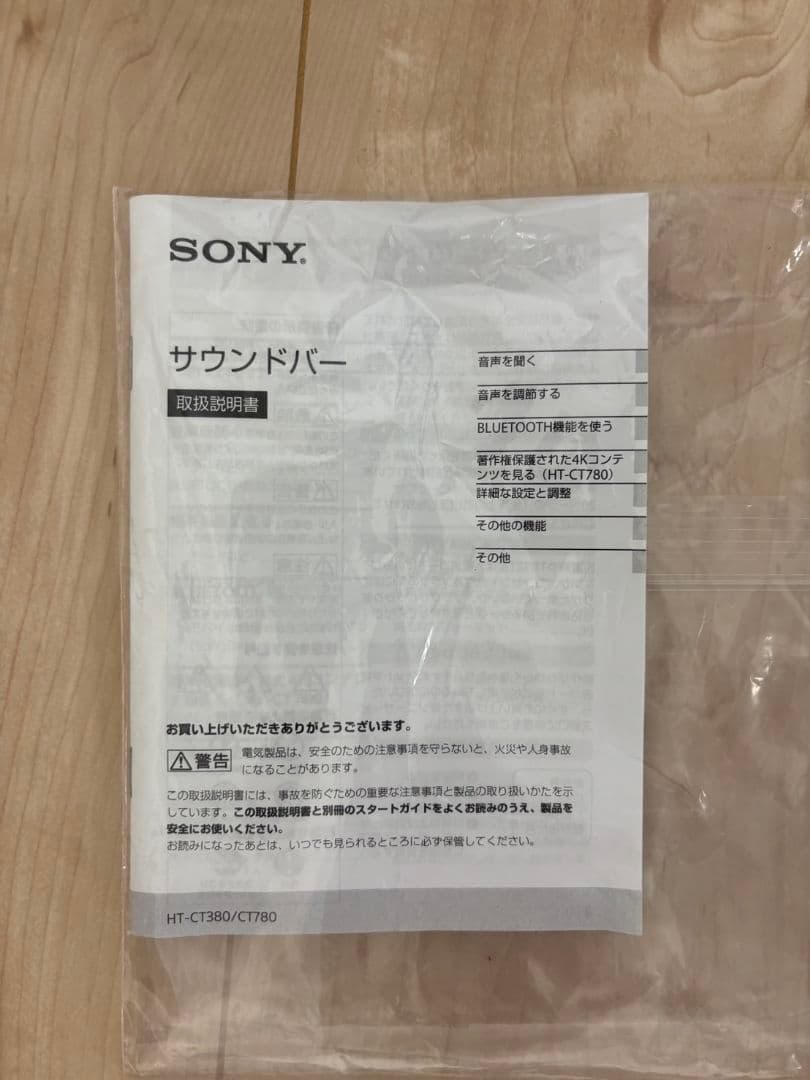 SONY®
サウンドバー
取扱説明書
音声を聞く
音声を調節する
BLUETOOTH機能を使う
著作権保護された4Kコンテ
ンツを見る（HT-CT780）
詳細な設定と調整
その他の機能
その他
お買い上げいただきありがとうございます。
警告
電気製品は、安全のための注意事項を守らないと、火災や人身事故
になることがあります。
この取扱説明書には、事故を防ぐための重要な注意事項と製品の取り扱いかたを示
しています。この取扱説明書と別冊のスタートガイドをよくお読みのうえ、製品を
安全にお使いください。
お読みになったあとは、いつでも見られるところに必ず保管してください。
HT-CT380/CT780